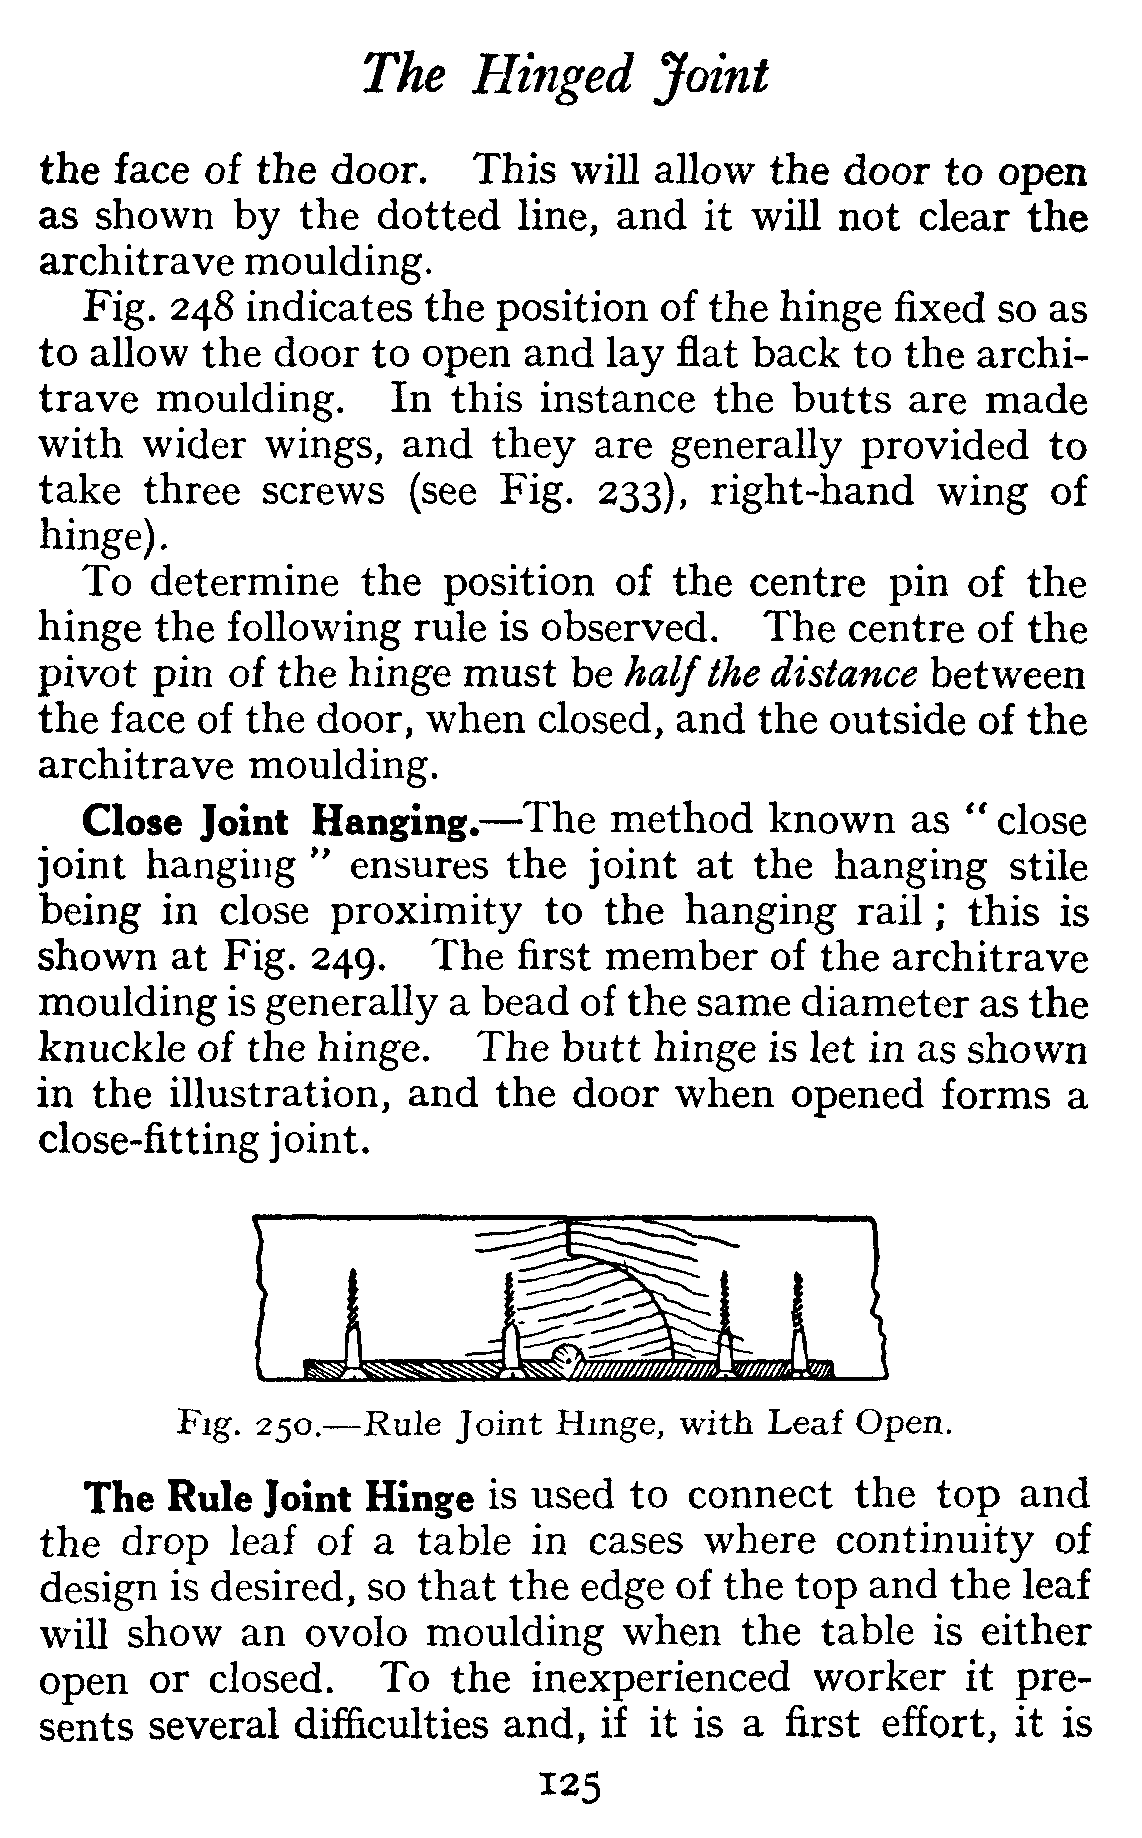 The Hinged Joint
the face of the door. This will allow the door to open
as shown by the dotted line, and it will not clear the
architrave moulding.
Fig. 248 indicates the position of the hinge fixed so as
to allow the door to open and lay flat back to the archi-
trave moulding. In this instance the butts are made
with wider wings, and they are generally provided to
take three screws (see Fig. 233), right-hand wing of
hinge).
To determine the position of the centre pin of the
hinge the following rule is observed. The centre of the
pivot pin of the hinge must be half the distance between
the face of the door, when closed, and the outside of the
architrave moulding.
Close Joint Hanging.—The method known as “ close
joint hanging ” ensures the joint at the hanging stile
being in close proximity to the hanging rail ; this is
shown at Fig. 249. The first member of the architrave
moulding is generally a bead of the same diameter as the
knuckle of the hinge. The butt hinge is let in as shown
in the illustration, and the door when opened forms a
close-fitting joint.
Fig. 250.—Rule Joint Hinge, with Leaf Open.
The Rule Joint Hinge is used to connect the top and
the drop leaf of a table in cases where continuity of
design is desired, so that the edge of the top and the leaf
will show an ovolo moulding when the table is either
open or closed. To the inexperienced worker it pre-
sents several difficulties and, if it is a first effort, it is
125